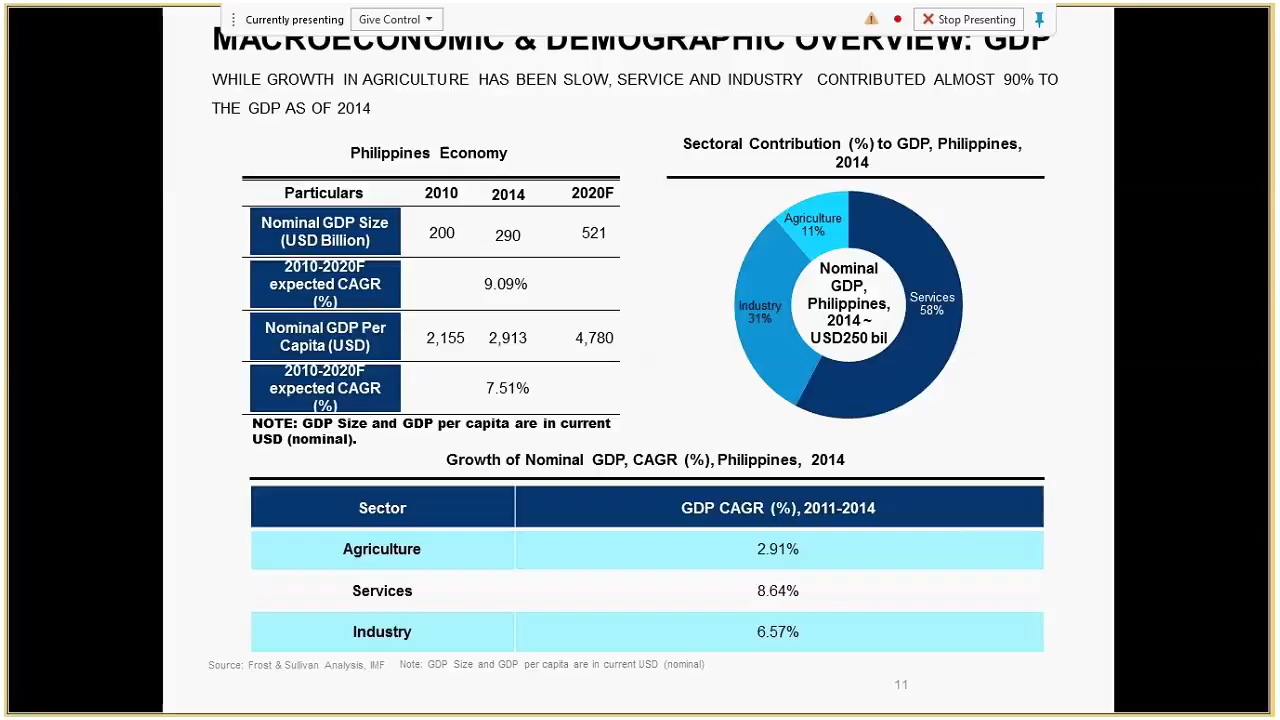 Currently presenting Give Control Stop Presenting
MACROECONOMIC & DEMOGRAPHIC OVERVIEW: GDP
WHILE GROWTH IN AGRICULTURE HAS BEEN SLOW, SERVICE AND INDUSTRY CONTRIBUTED ALMOST 90% TO
THE GDP AS OF 2014
Philippines Economy
Particulars 2010 2014 2020F
Nominal GDP Size
(USD Billion)
200 290 521
2010-2020F
expected CAGR
(%)
9.09%
Nominal GDP Per
Capita (USD)
2,155 2,913 4,780
2010-2020F
expected CAGR
(%)
7.51%
NOTE: GDP Size and GDP per capita are in current
USD (nominal).
Sectoral Contribution (%) to GDP, Philippines,
2014
Agriculture
11%
Industry
31%
Services
58%
Nominal
GDP,
Philippines,
2014 ~
USD250 bil
Growth of Nominal GDP, CAGR (%), Philippines, 2014
Sector GDP CAGR (%), 2011-2014
Agriculture 2.91%
Services 8.64%
Industry 6.57%
Source: Frost & Sullivan Analysis, IMF Note: GDP Size and GDP per capita are in current USD (nominal)
11